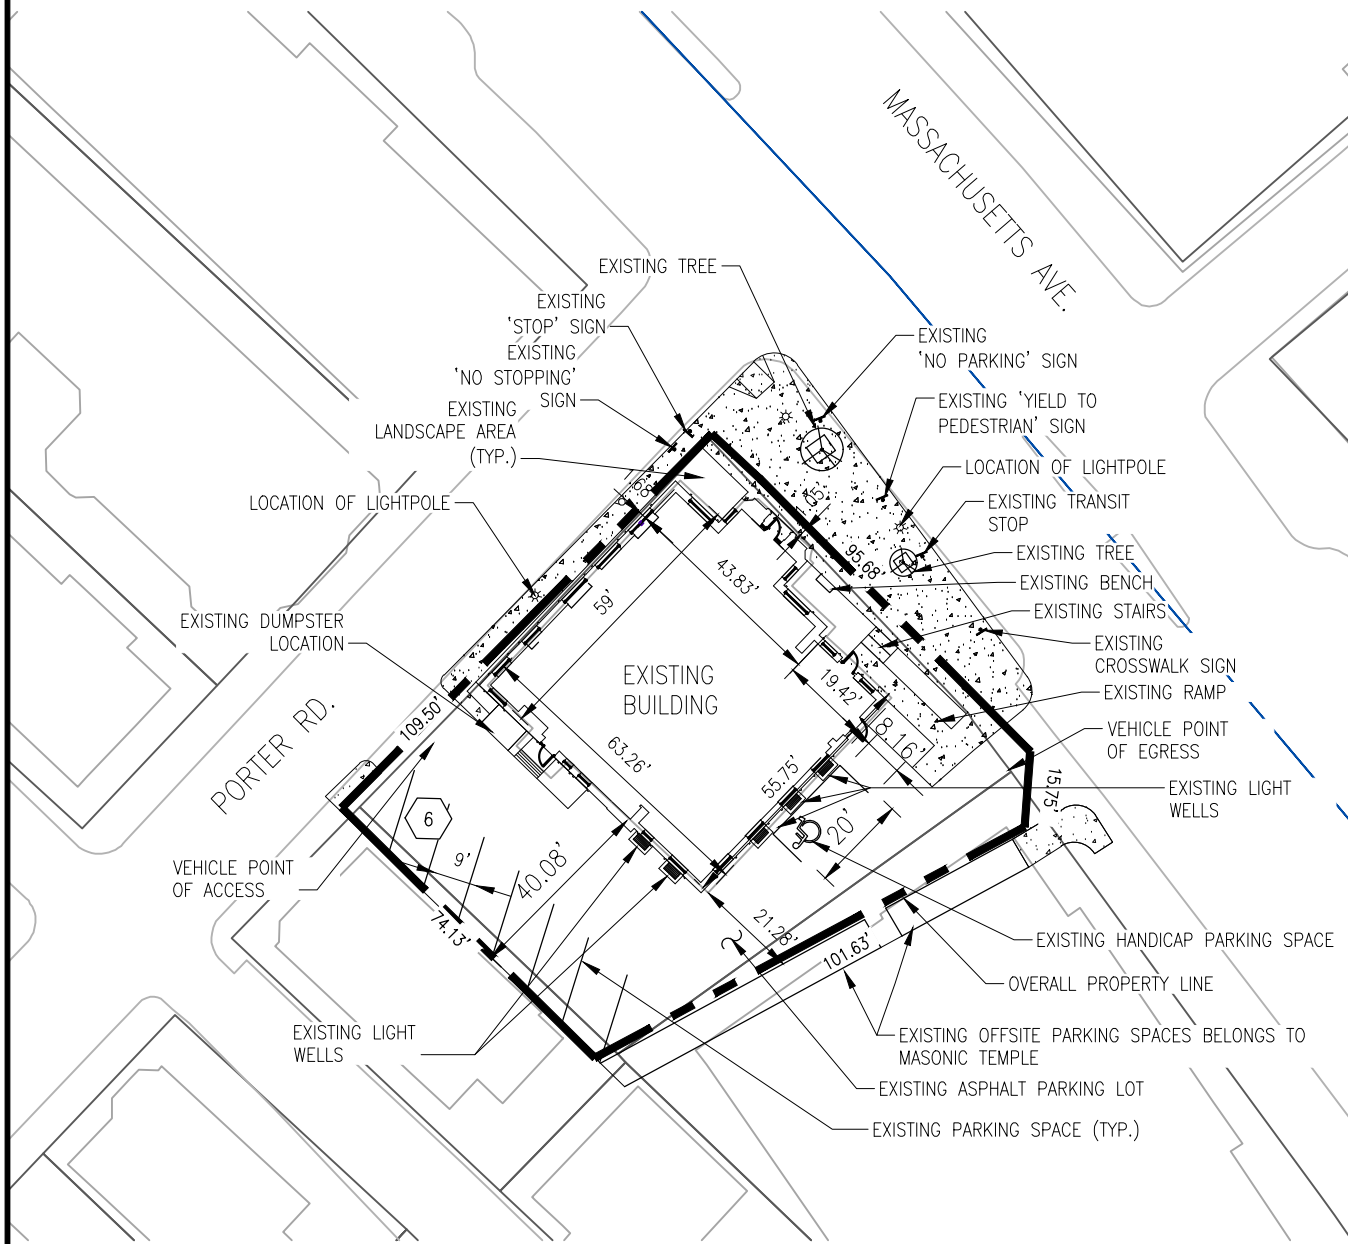 MASSACHUSETTS AVE.
EXISTING TREE
EXISTING
'STOP' SIGN
EXISTING
'NO STOPPING'
SIGN
EXISTING
LANDSCAPE AREA
(TYP.)
LOCATION OF LIGHTPOLE
EXISTING DUMPSTER
LOCATION
PORTER RD.
VEHICLE POINT
OF ACCESS
EXISTING LIGHT
WELLS
EXISTING
'NO PARKING' SIGN
EXISTING 'YIELD TO
PEDESTRIAN' SIGN
LOCATION OF LIGHTPOLE
EXISTING TRANSIT
STOP
EXISTING TREE
EXISTING BENCH
EXISTING STAIRS
EXISTING
CROSSWALK SIGN
EXISTING RAMP
VEHICLE POINT
OF EGRESS
EXISTING LIGHT
WELLS
EXISTING HANDICAP PARKING SPACE
OVERALL PROPERTY LINE
EXISTING OFFSITE PARKING SPACES BELONGS TO
MASONIC TEMPLE
EXISTING ASPHALT PARKING LOT
EXISTING PARKING SPACE (TYP.)
EXISTING
BUILDING
95.68'
43.83'
59'
19.42'
8.16'
63.26'
55.75'
20'
15.75'
109.50'
6
9'
40.08'
74.13'
21.28'
2
101.63'